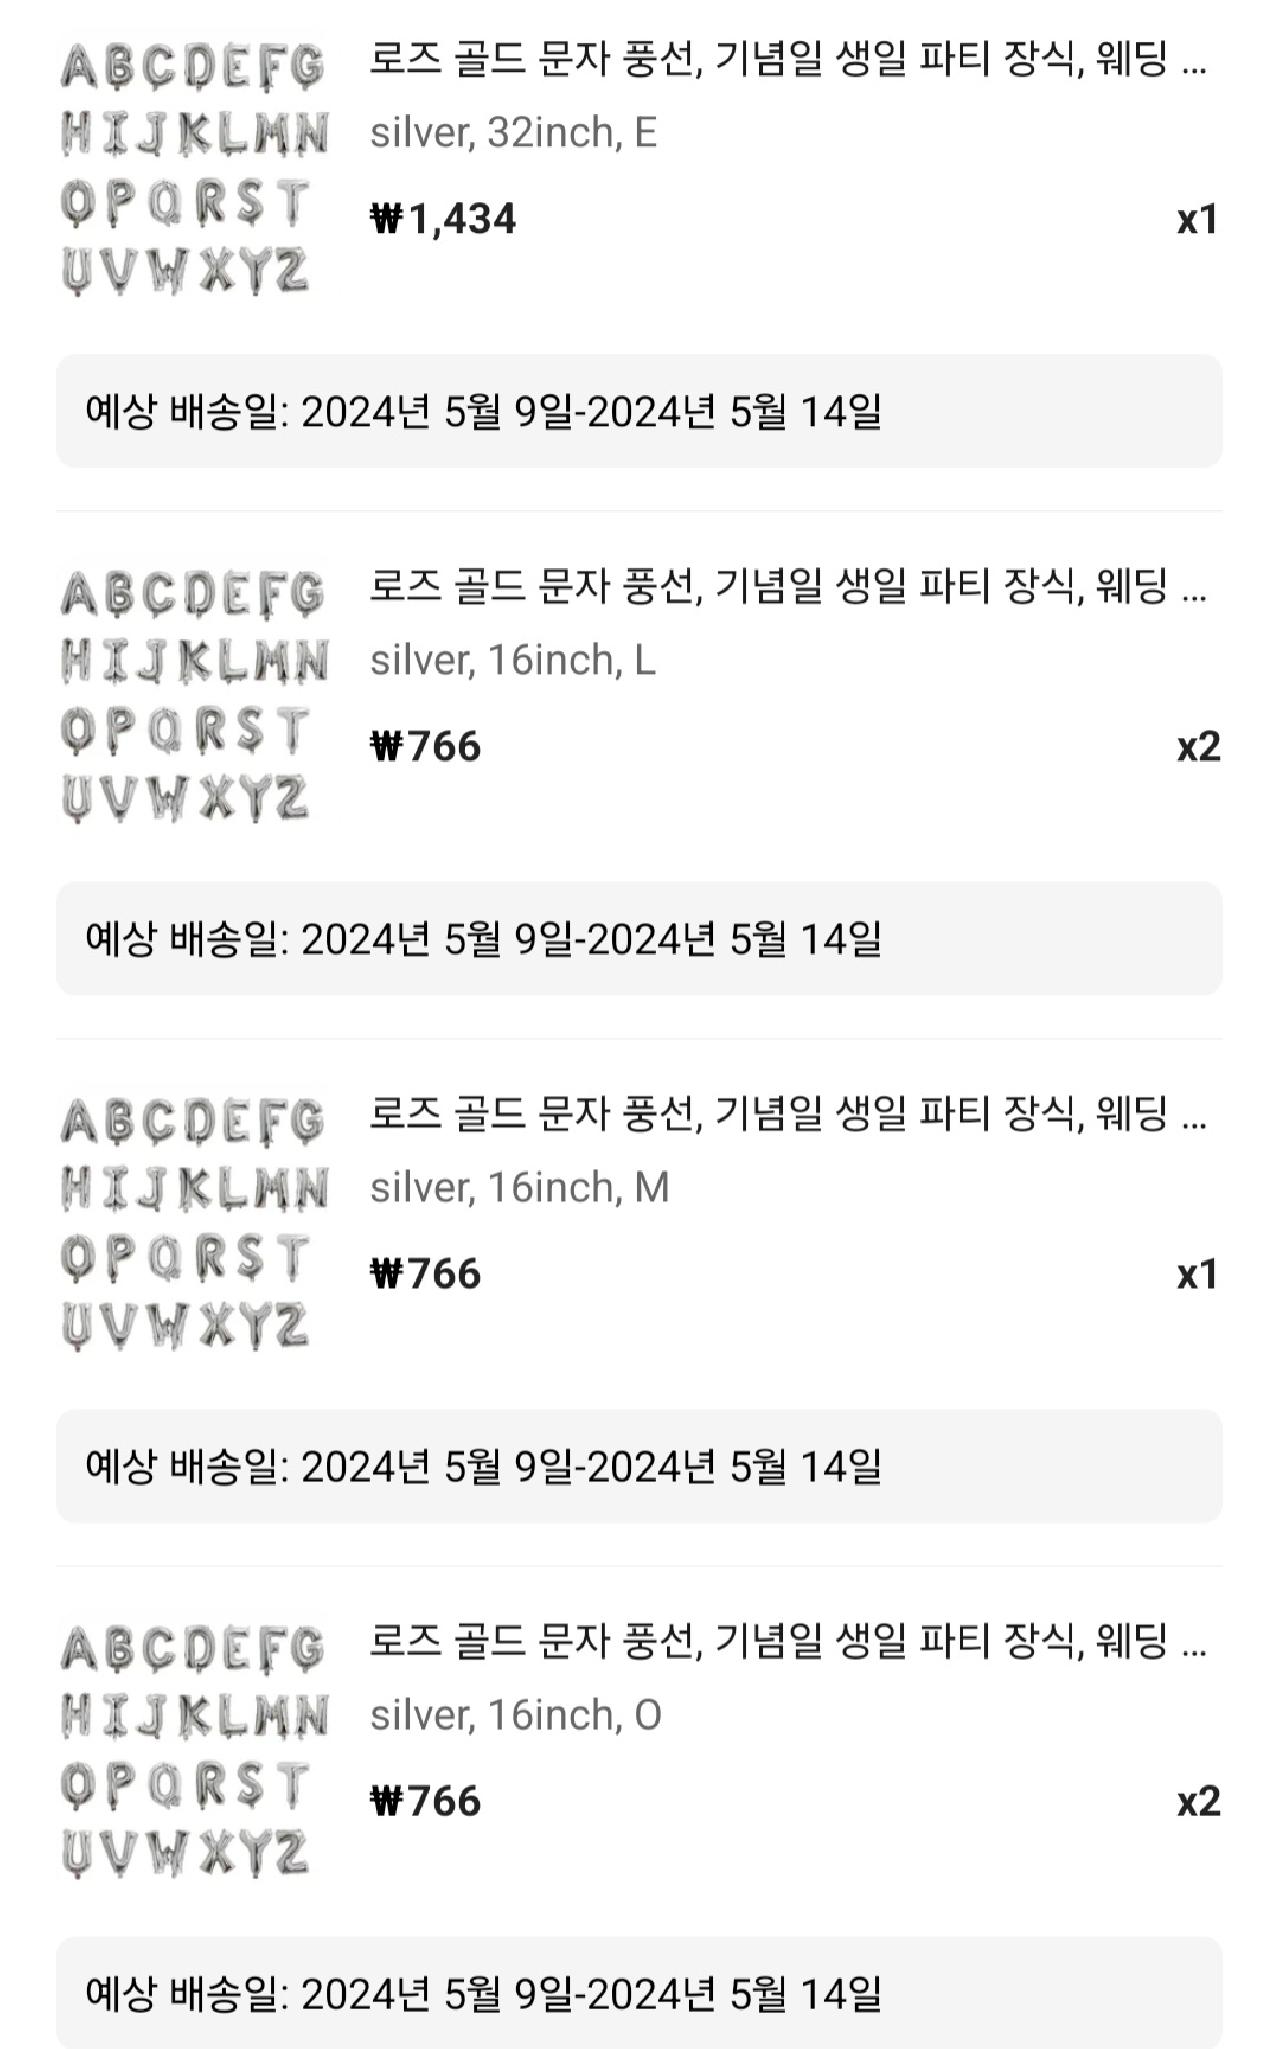 ABCDEFG
HIJKLMN
OPQRST
UVWXYZ
로즈 골드 문자 풍선, 기념일 생일 파티 장식, 웨딩 ...
silver, 32inch, E
₩1,434 x1
예상 배송일: 2024년 5월 9일-2024년 5월 14일
ABCDEFG
HIJKLMN
OPQRST
UVWXYZ
로즈 골드 문자 풍선, 기념일 생일 파티 장식, 웨딩 ...
silver, 16inch, L
₩766 x2
예상 배송일: 2024년 5월 9일-2024년 5월 14일
ABCDEFG
HIJKLMN
OPQRST
UVWXYZ
로즈 골드 문자 풍선, 기념일 생일 파티 장식, 웨딩 ...
silver, 16inch, M
₩766 x1
예상 배송일: 2024년 5월 9일-2024년 5월 14일
ABCDEFG
HIJKLMN
OPQRST
UVWXYZ
로즈 골드 문자 풍선, 기념일 생일 파티 장식, 웨딩 ...
silver, 16inch, O
₩766 x2
예상 배송일: 2024년 5월 9일-2024년 5월 14일